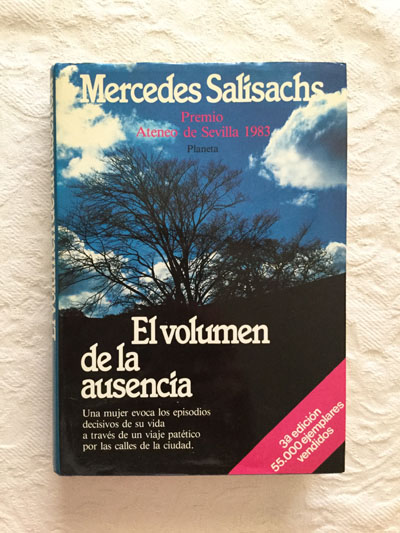 Mercedes Salisachs
Premio
Ateneo de Sevilla 1983
Planeta
El volumen
de la
ausencia
Una mujer evoca los episodios
decisivos de su vida
a través de un viaje patético
por las calles de la ciudad.
3ª edición
55.000 ejemplares
vendidos